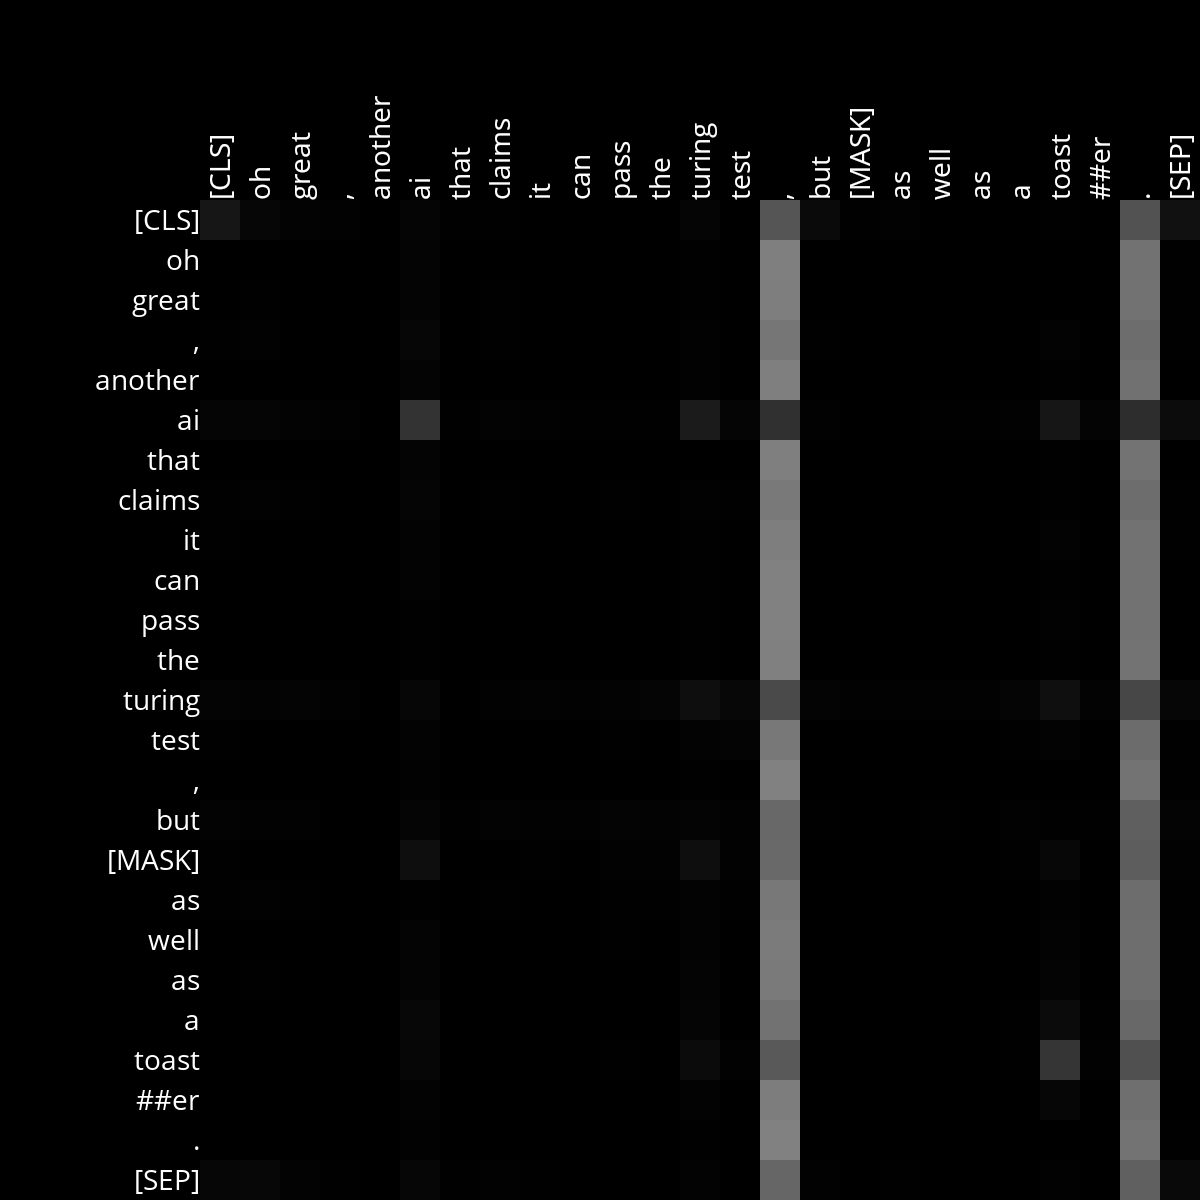 [CLS] oh great , another ai that claims it can pass the turing test , but [MASK] as well as a toast ##er . [SEP]
[CLS]
oh
great
,
another
ai
that
claims
it
can
pass
the
turing
test
,
but
[MASK]
as
well
as
a
toast
##er
.
[SEP]